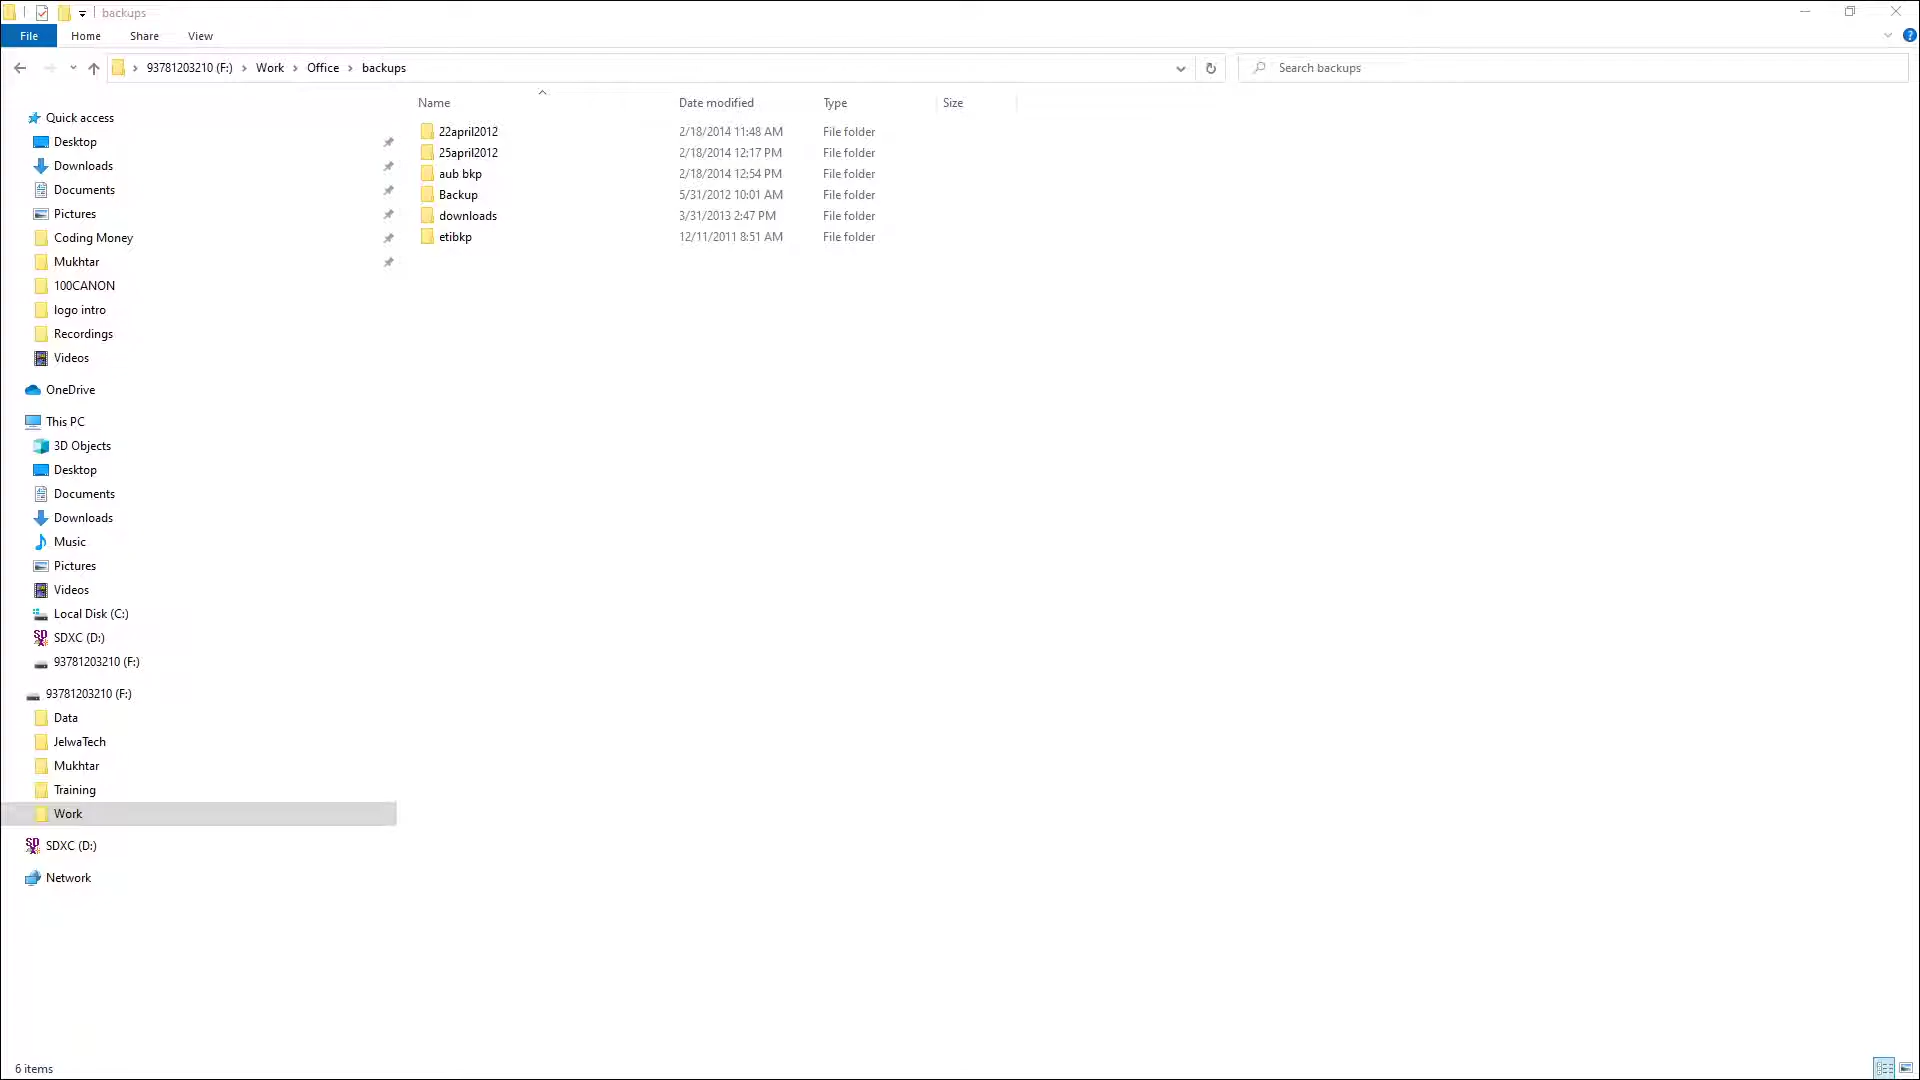 backups
File Home Share View
93781203210 (F:) Work Office backups
Search backups
Name Date modified Type Size
22april2012 2/18/2014 11:48 AM File folder
25april2012 2/18/2014 12:17 PM File folder
aub bkp 2/18/2014 12:54 PM File folder
Backup 5/31/2012 10:01 AM File folder
downloads 3/31/2013 2:47 PM File folder
etibkp 12/11/2011 8:51 AM File folder
Quick access
Desktop
Downloads
Documents
Pictures
Coding Money
Mukhtar
100CANON
logo intro
Recordings
Videos
OneDrive
This PC
3D Objects
Desktop
Documents
Downloads
Music
Pictures
Videos
Local Disk (C:)
SDXC (D:)
93781203210 (F:)
93781203210 (F:)
Data
JelwaTech
Mukhtar
Training
Work
SDXC (D:)
Network
6 items